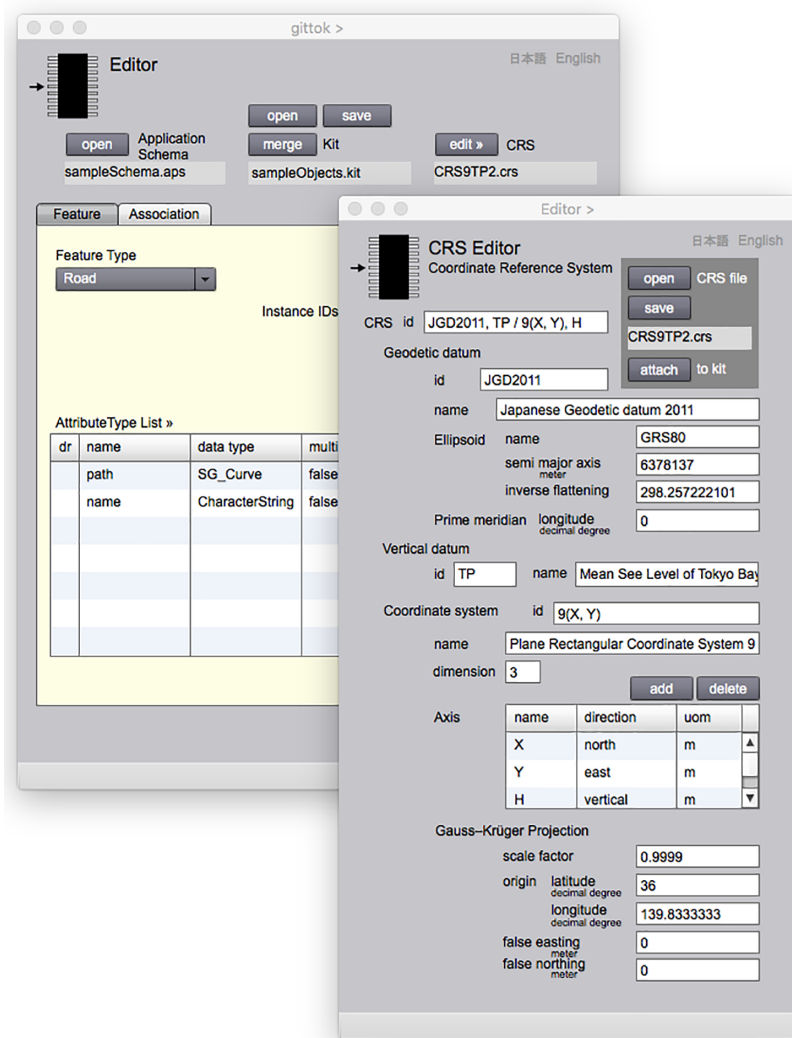 gittok >
Editor
日本語 English
open save
open Application Schema merge Kit edit » CRS
sampleSchema.aps sampleObjects.kit CRS9TP2.crs
Feature Association
Feature Type
Road
Instance IDs
AttributeType List »
dr name data type multi
path SG_Curve false
name CharacterString false
Editor >
日本語 English
CRS Editor
Coordinate Reference System
open CRS file
save
CRS9TP2.crs
attach to kit
CRS id JGD2011, TP / 9(X, Y), H
Geodetic datum
id JGD2011
name Japanese Geodetic datum 2011
Ellipsoid name GRS80
semi major axis 6378137
meter
inverse flattening 298.257222101
Prime meridian longitude 0
decimal degree
Vertical datum
id TP name Mean See Level of Tokyo Bay
Coordinate system id 9(X, Y)
name Plane Rectangular Coordinate System 9
dimension 3
add delete
Axis name direction uom
X north m
Y east m
H vertical m
Gauss–Krüger Projection
scale factor 0.9999
origin latitude 36
decimal degree
longitude 139.8333333
decimal degree
false easting 0
meter
false northing 0
meter